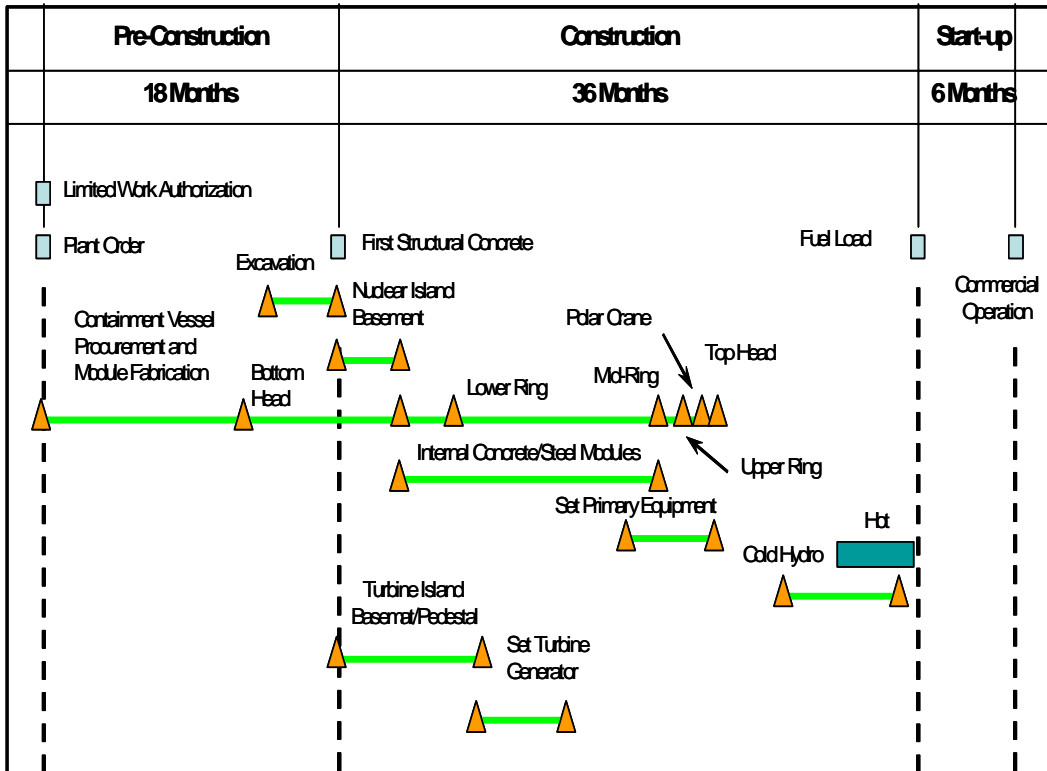 Pre-Construction
Construction
Start-up
18 Months
36 Months
6 Months
Limited Work Authorization
Plant Order
First Structural Concrete
Fuel Load
Excavation
Commercial
Operation
Nuclear Island
Basement
Containment Vessel
Procurement and
Module Fabrication
Polar Crane
Top Head
Bottom
Head
Lower Ring
Mid-Ring
Internal Concrete/Steel Modules
Upper Ring
Set Primary Equipment
Hot
Cold Hydro
Turbine Island
Basemat/Pedestal
Set Turbine
Generator